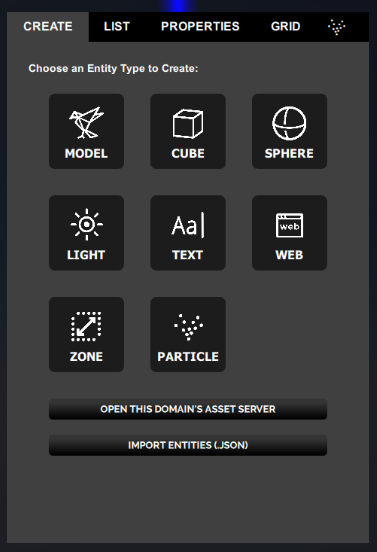 CREATE LIST PROPERTIES GRID
Choose an Entity Type to Create:
MODEL CUBE SPHERE
Aa
web
LIGHT TEXT WEB
ZONE PARTICLE
OPEN THIS DOMAIN'S ASSET SERVER
IMPORT ENTITIES (.JSON)